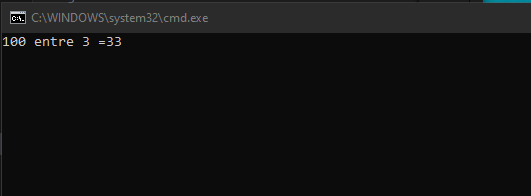 C:\WINDOWS\system32\cmd.exe
100 entre 3 =33